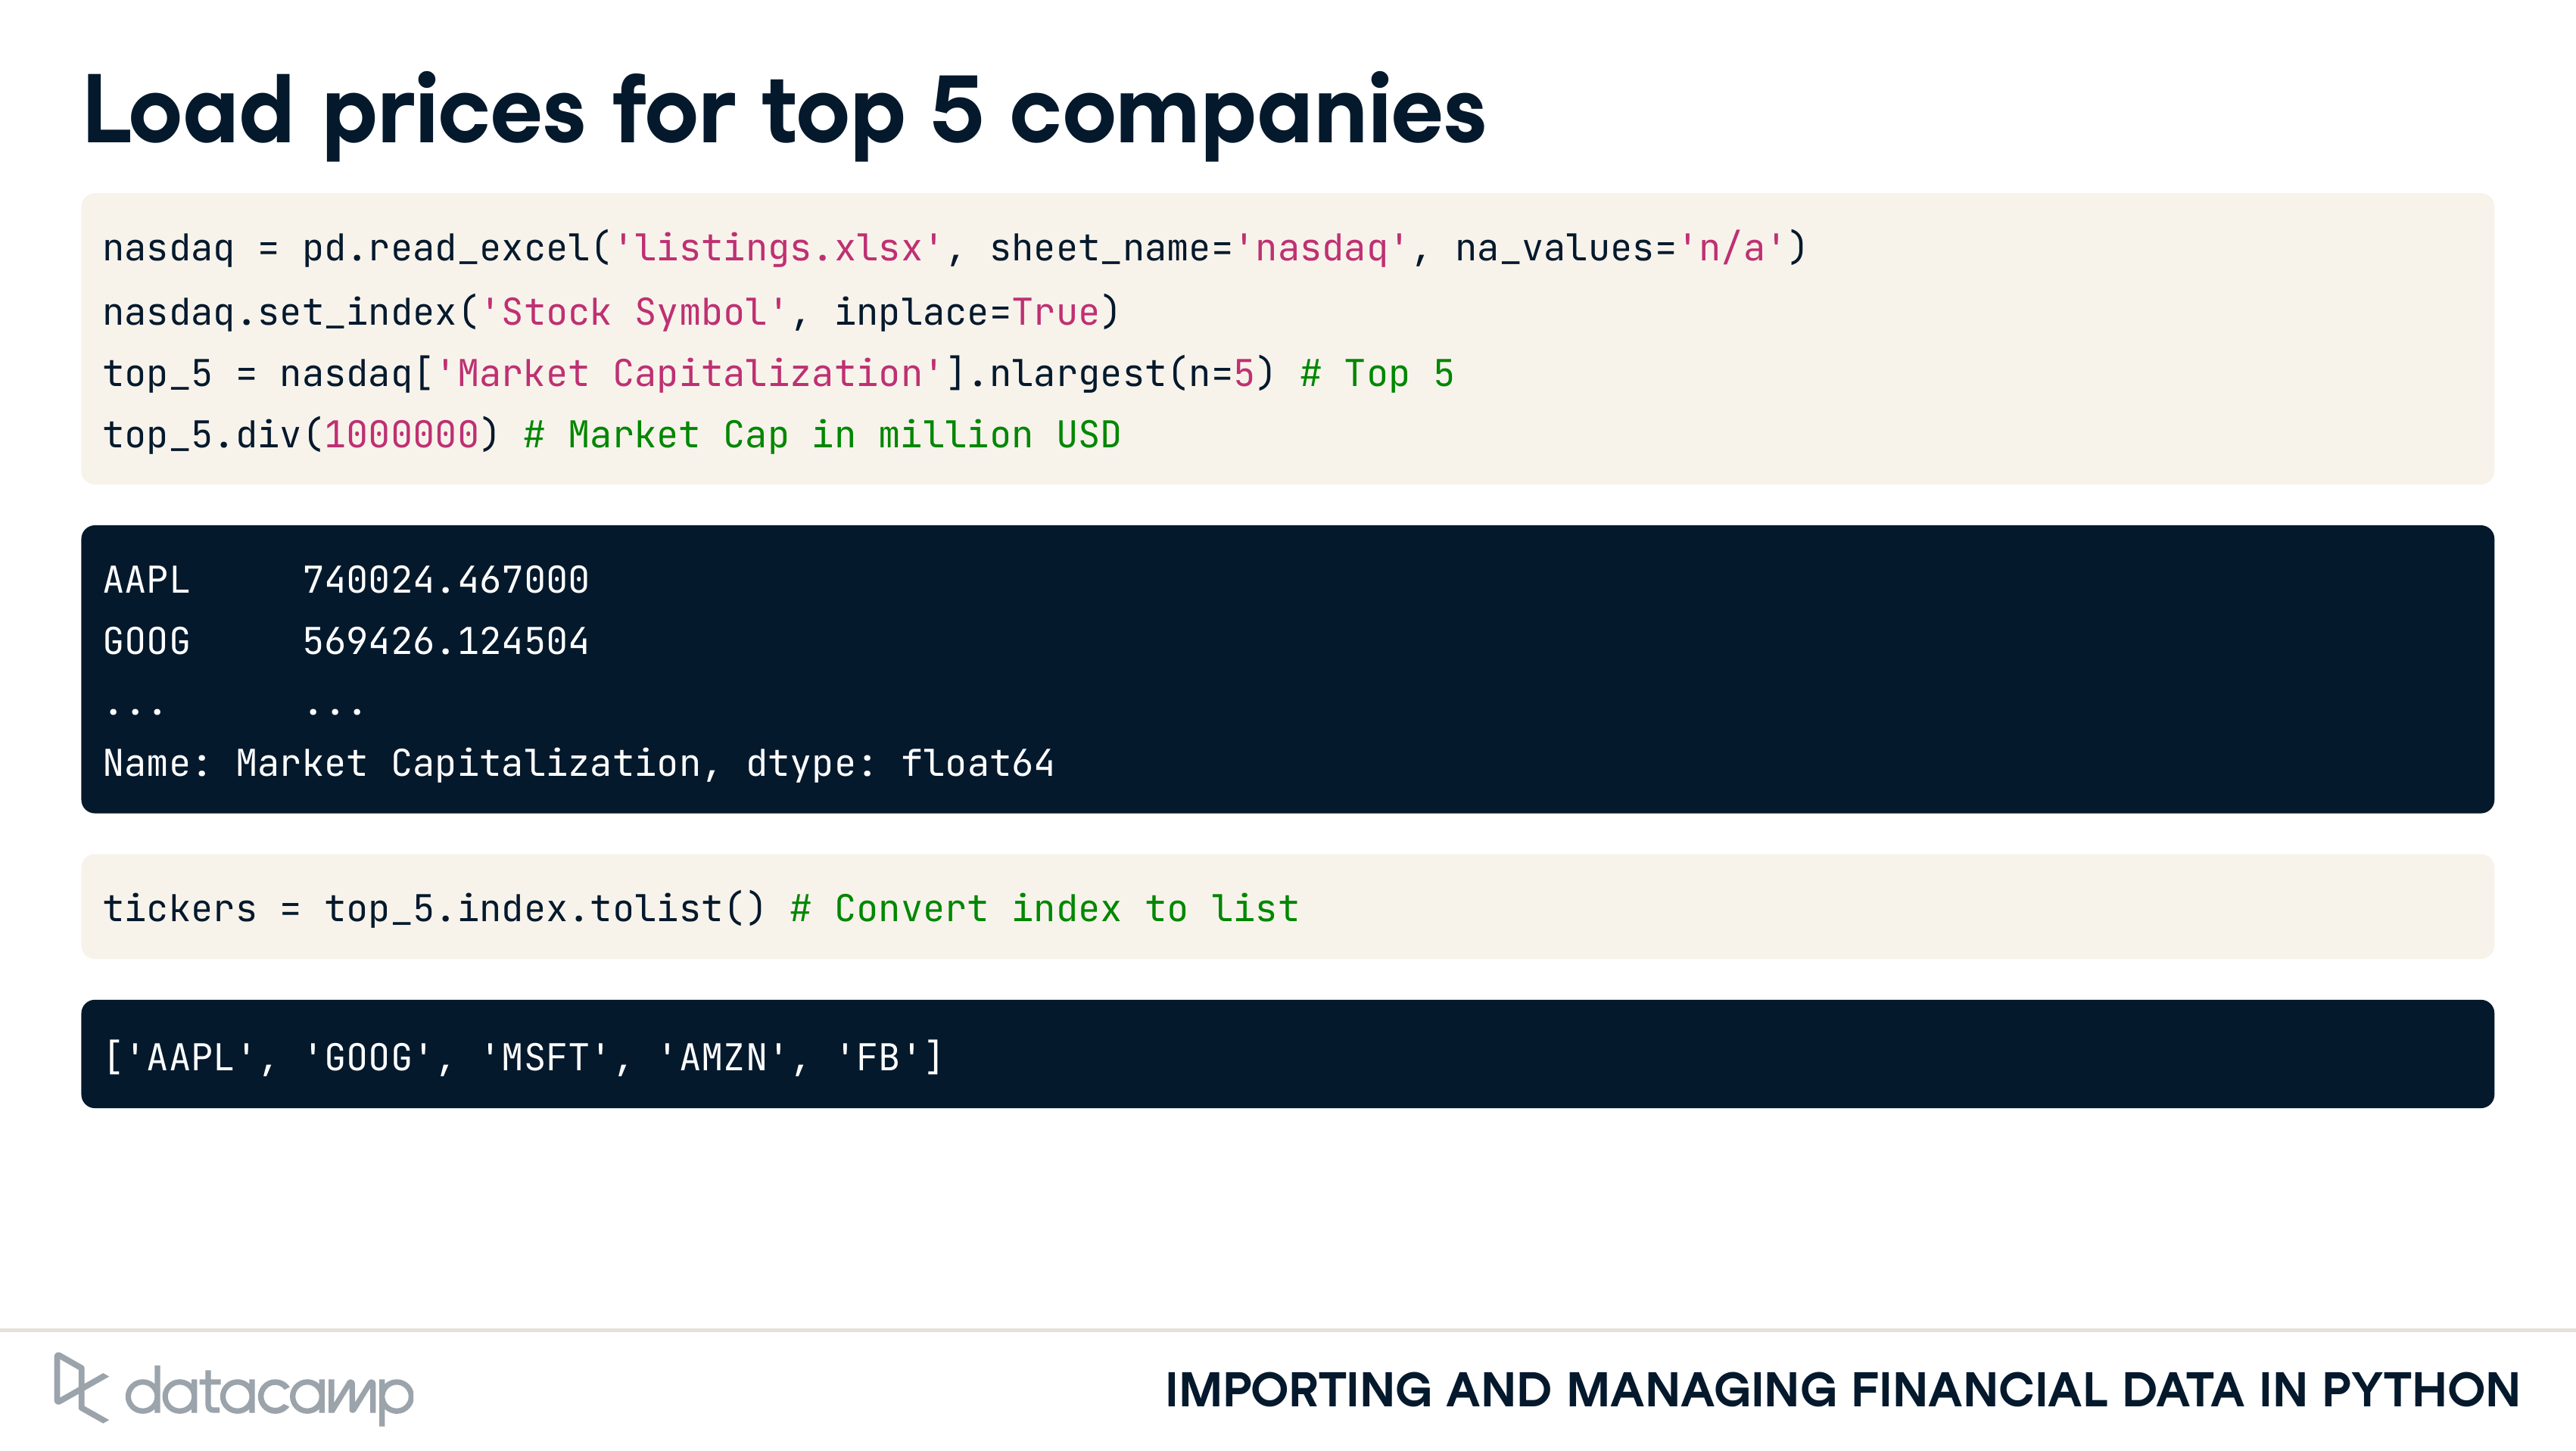 Load prices for top 5 companies
nasdaq = pd.read_excel('listings.xlsx', sheet_name='nasdaq', na_values='n/a')
nasdaq.set_index('Stock Symbol', inplace=True)
top_5 = nasdaq['Market Capitalization'].nlargest(n=5) # Top 5
top_5.div(1000000) # Market Cap in million USD
AAPL     740024.467000
GOOG     569426.124504
...      ...
Name: Market Capitalization, dtype: float64
tickers = top_5.index.tolist() # Convert index to list
['AAPL', 'GOOG', 'MSFT', 'AMZN', 'FB']
datacamp
IMPORTING AND MANAGING FINANCIAL DATA IN PYTHON